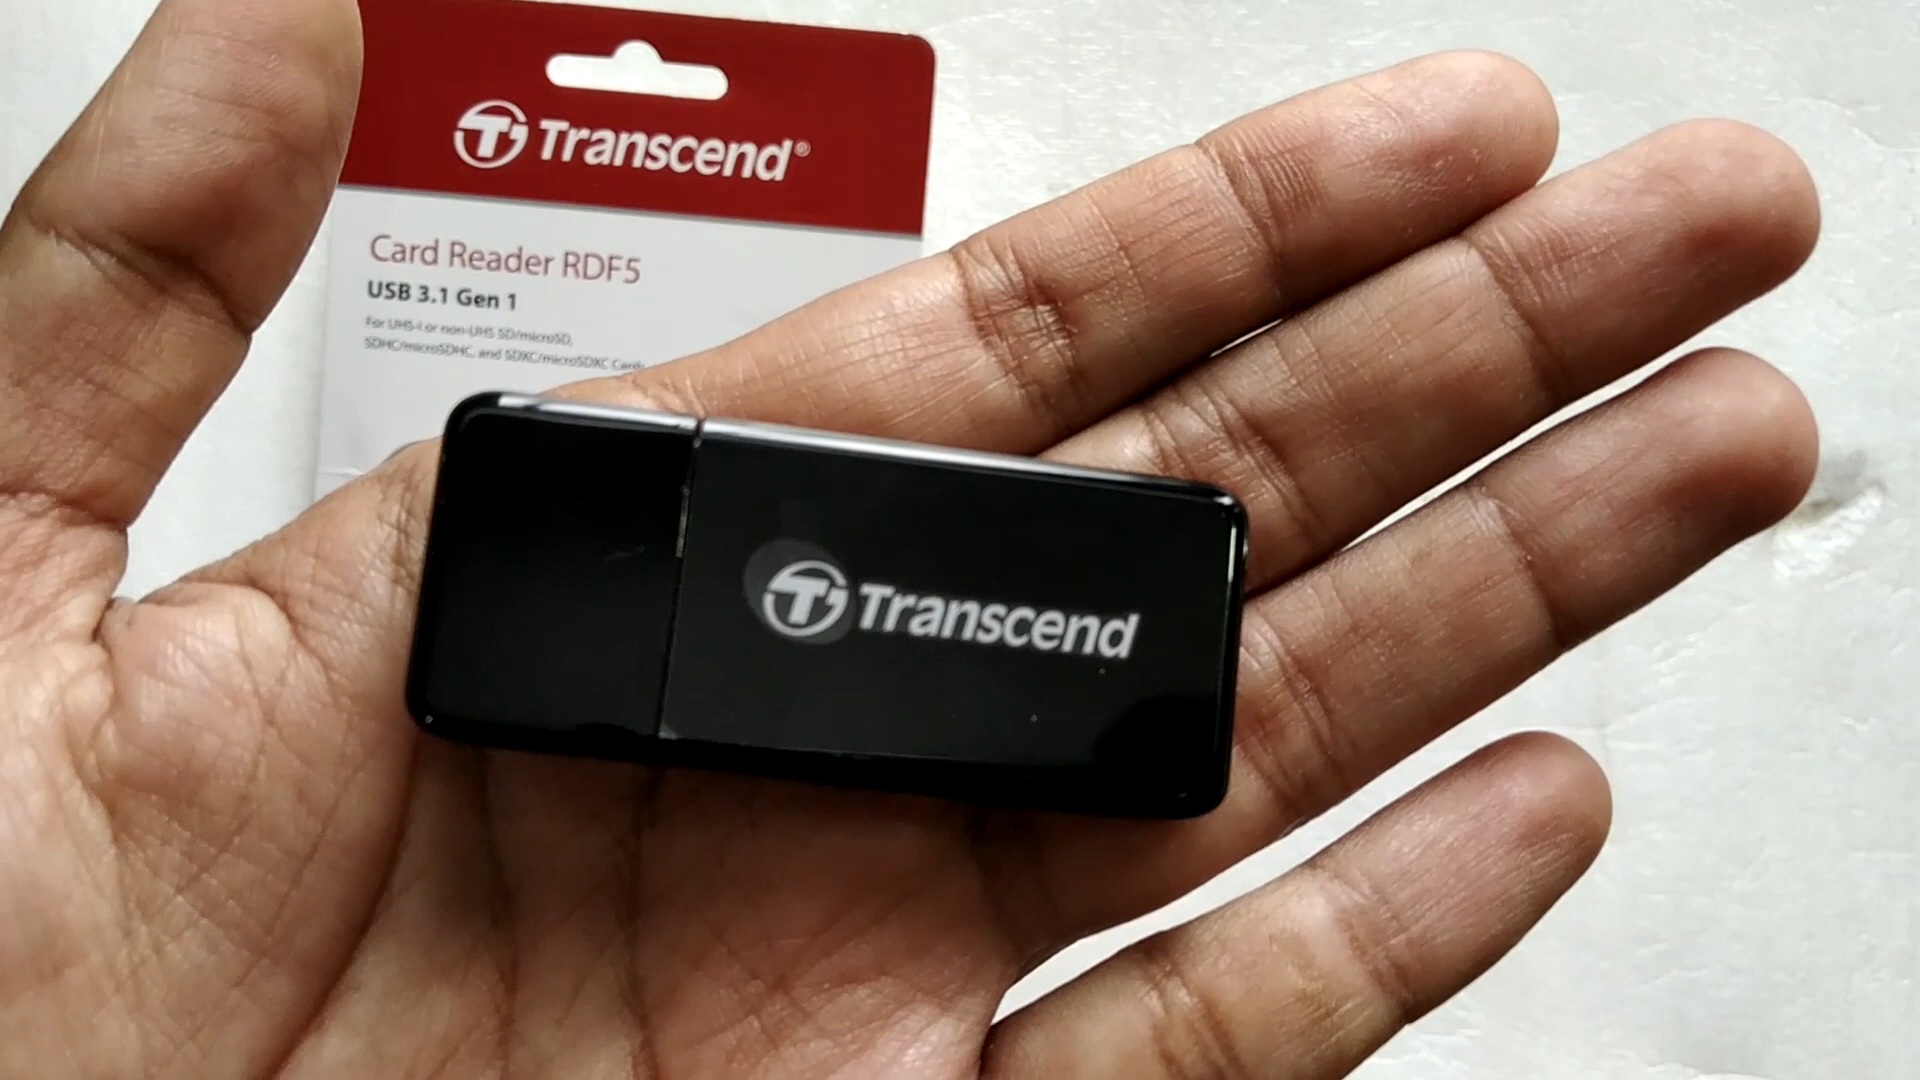 Transcend®
Card Reader RDF5
USB 3.1 Gen 1
For UHS-I or non-UHS SD/microSD,
SDHC/microSDHC, and SDXC/microSDXC Cards
Transcend